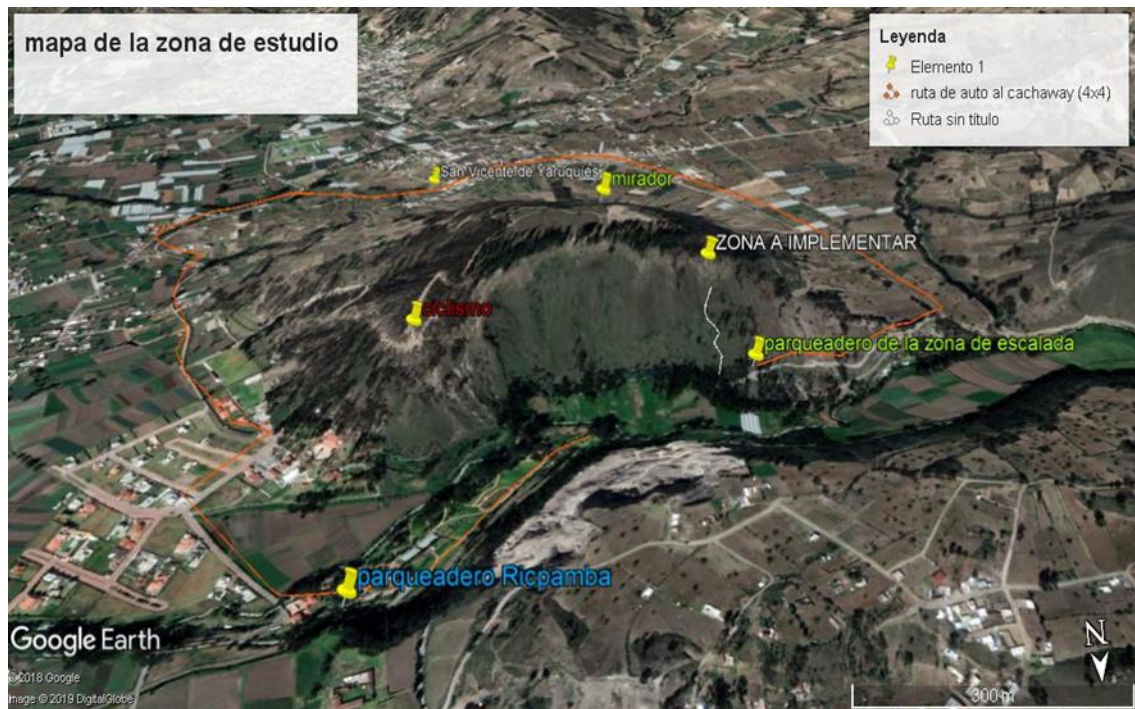 mapa de la zona de estudio
Leyenda
Elemento 1
ruta de auto al cachaway (4x4)
Ruta sin título
San Vicente de Yaruquies
mirador
ZONA A IMPLEMENTAR
ciclismo
parqueadero de la zona de escalada
parqueadero Ricpamba
Google Earth
©2018 Google
Image © 2019 DigitalGlobe
N
300 m